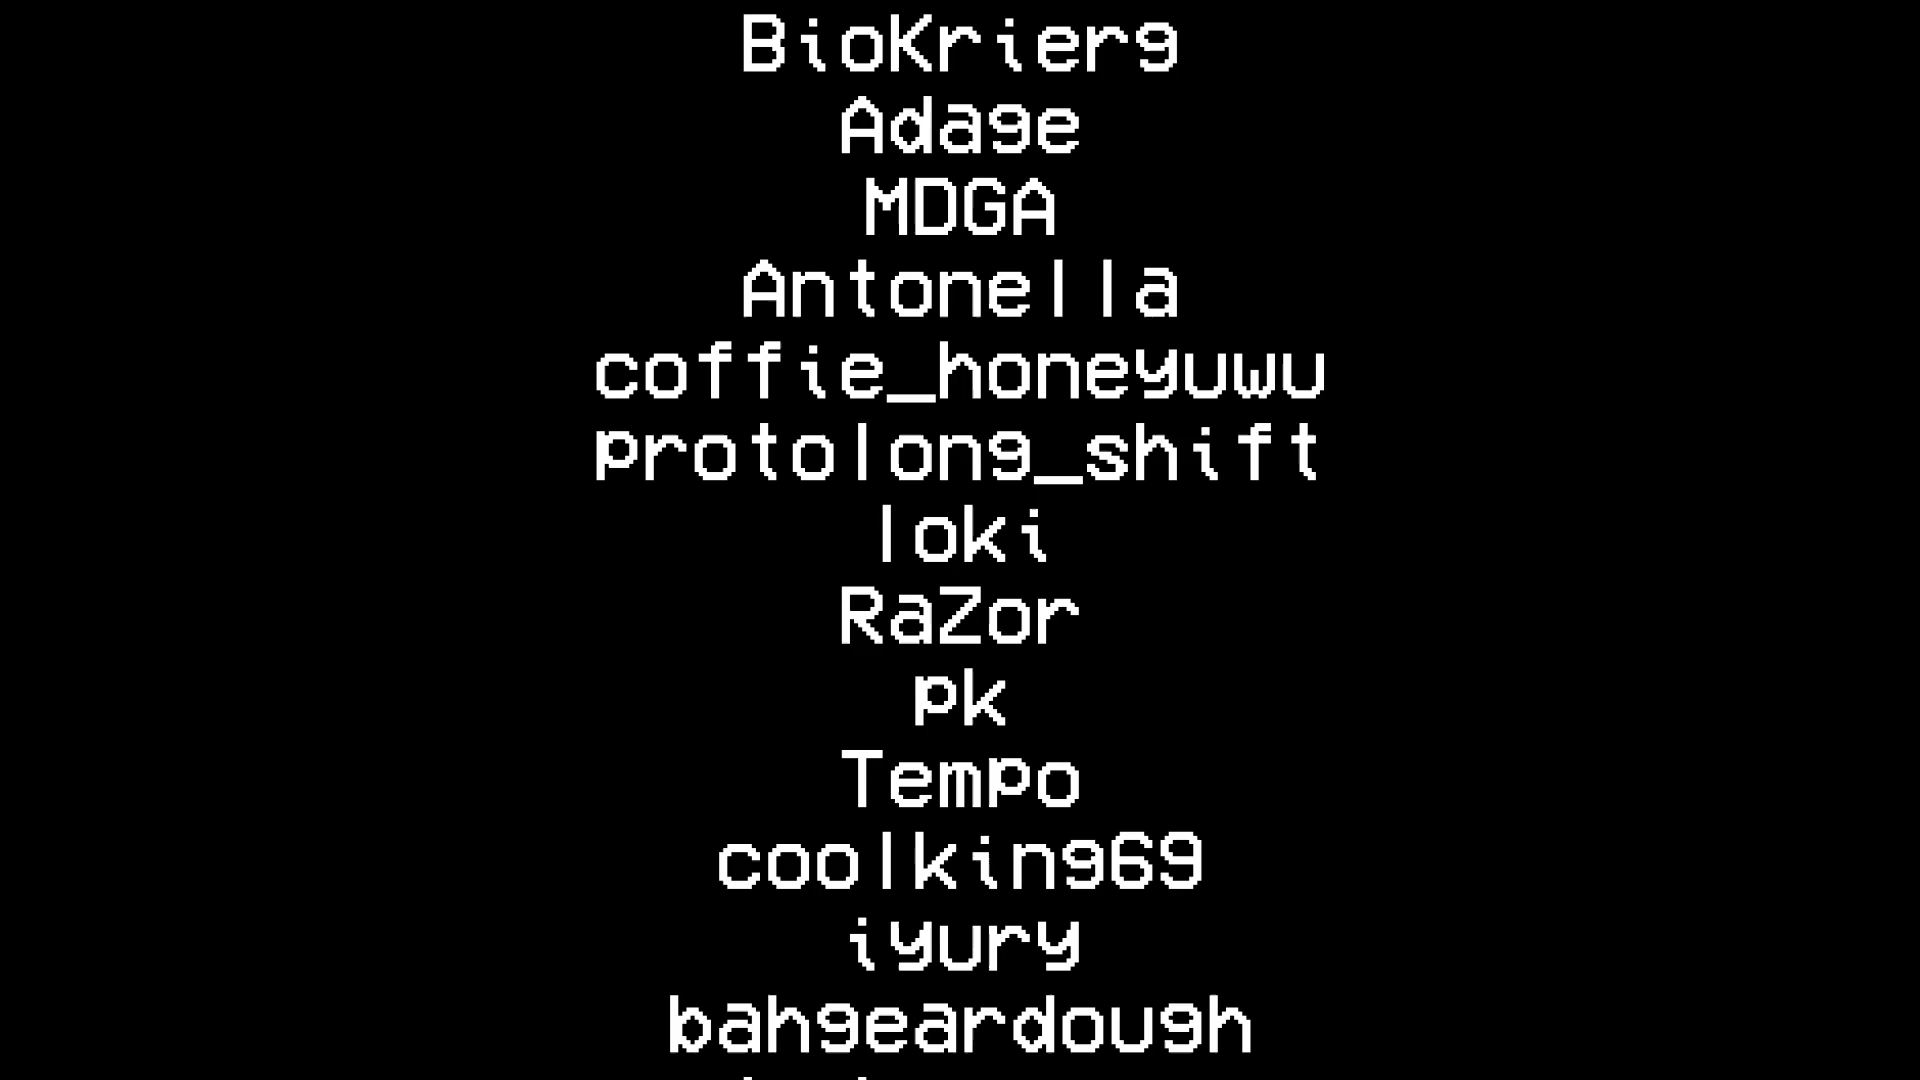 BioKrierg
Adage
MDGA
Antonella
coffie_honeyuwu
protolong_shift
loki
RaZor
pk
Tempo
coolking69
iyury
bahgeardough